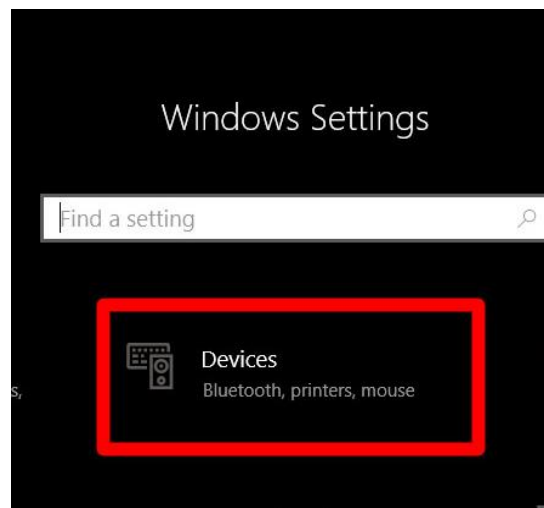 Windows Settings
Find a setting
Devices
Bluetooth, printers, mouse
s,